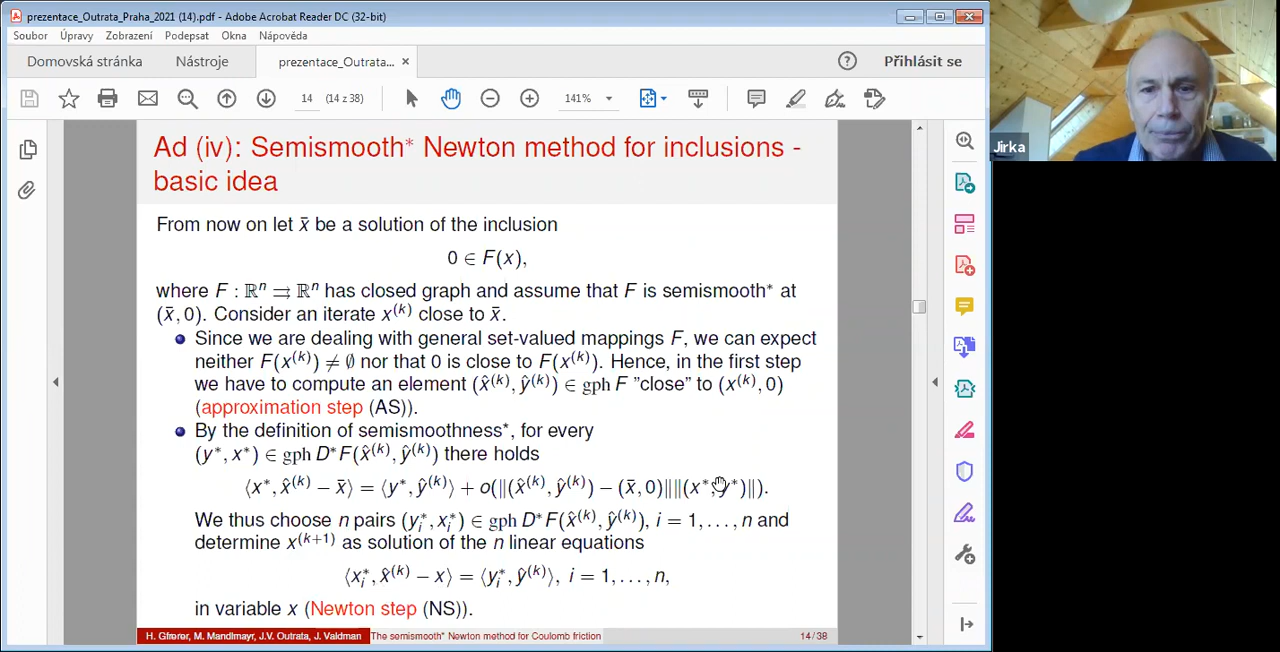 prezentace_Outrata_Praha_2021 (14).pdf - Adobe Acrobat Reader DC (32-bit)
Soubor Úpravy Zobrazení Podepsat Okna Nápověda
Domovská stránka Nástroje prezentace_Outrata... × Přihlásit se
14 (14 z 38) 141%
Jirka
Ad (iv): Semismooth* Newton method for inclusions -
basic idea
From now on let x̄ be a solution of the inclusion
0 ∈ F(x),
where F : ℝⁿ ⇉ ℝⁿ has closed graph and assume that F is semismooth* at
(x̄, 0). Consider an iterate x⁽ᵏ⁾ close to x̄.
• Since we are dealing with general set-valued mappings F, we can expect
neither F(x⁽ᵏ⁾) ≠ ∅ nor that 0 is close to F(x⁽ᵏ⁾). Hence, in the first step
we have to compute an element (x̂⁽ᵏ⁾, ŷ⁽ᵏ⁾) ∈ gph F "close" to (x⁽ᵏ⁾, 0)
(approximation step (AS)).
• By the definition of semismoothness*, for every
(y*, x*) ∈ gph D*F(x̂⁽ᵏ⁾, ŷ⁽ᵏ⁾) there holds
⟨x*, x̂⁽ᵏ⁾ − x̄⟩ = ⟨y*, ŷ⁽ᵏ⁾⟩ + o(‖(x̂⁽ᵏ⁾, ŷ⁽ᵏ⁾) − (x̄, 0)‖‖(x*, y*)‖).
We thus choose n pairs (yᵢ*, xᵢ*) ∈ gph D*F(x̂⁽ᵏ⁾, ŷ⁽ᵏ⁾), i = 1, . . . , n and
determine x⁽ᵏ⁺¹⁾ as solution of the n linear equations
⟨xᵢ*, x̂⁽ᵏ⁾ − x⟩ = ⟨yᵢ*, ŷ⁽ᵏ⁾⟩, i = 1, . . . , n,
in variable x (Newton step (NS)).
H. Gfrerer, M. Mandlmayr, J.V. Outrata, J. Valdman The semismooth* Newton method for Coulomb friction 14/38